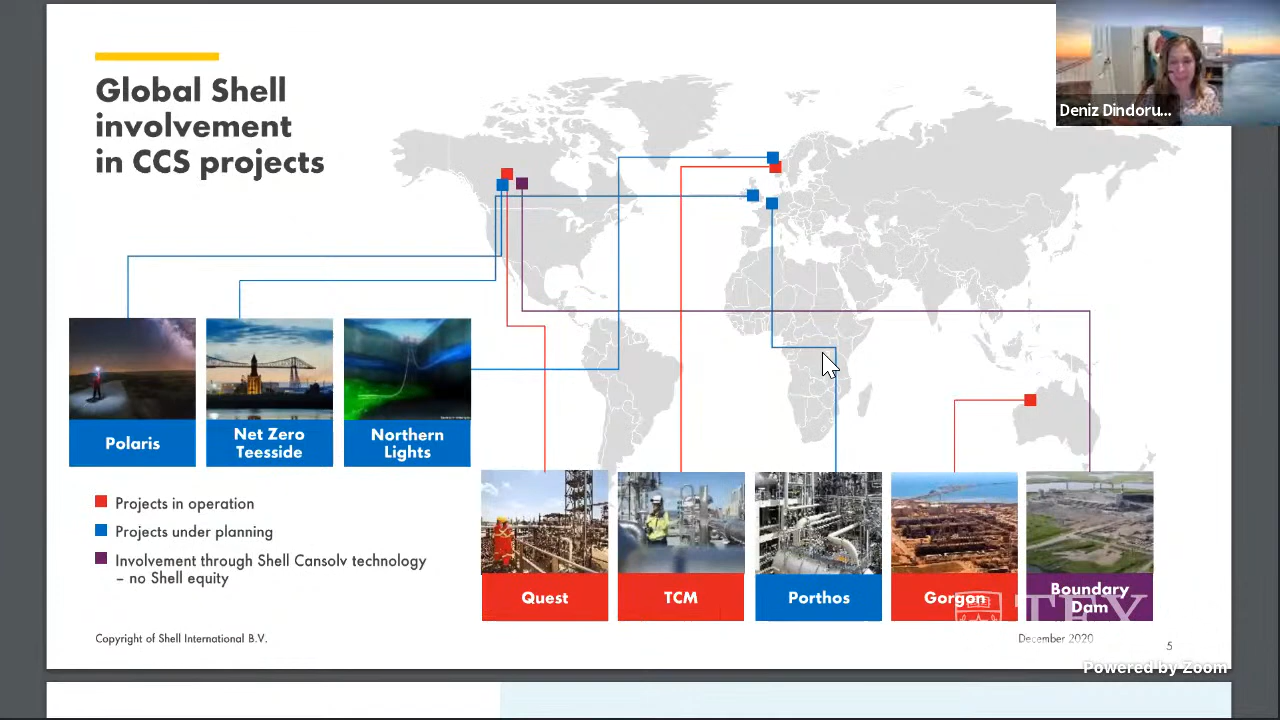 Global Shell
involvement
in CCS projects
Deniz Dindoru...
Polaris
Net Zero
Teesside
Northern
Lights
Projects in operation
Projects under planning
Involvement through Shell Cansolv technology
– no Shell equity
Quest
TCM
Porthos
Gorgon
Boundary
Dam
Copyright of Shell International B.V.
December 2020
5
Powered by Zoom